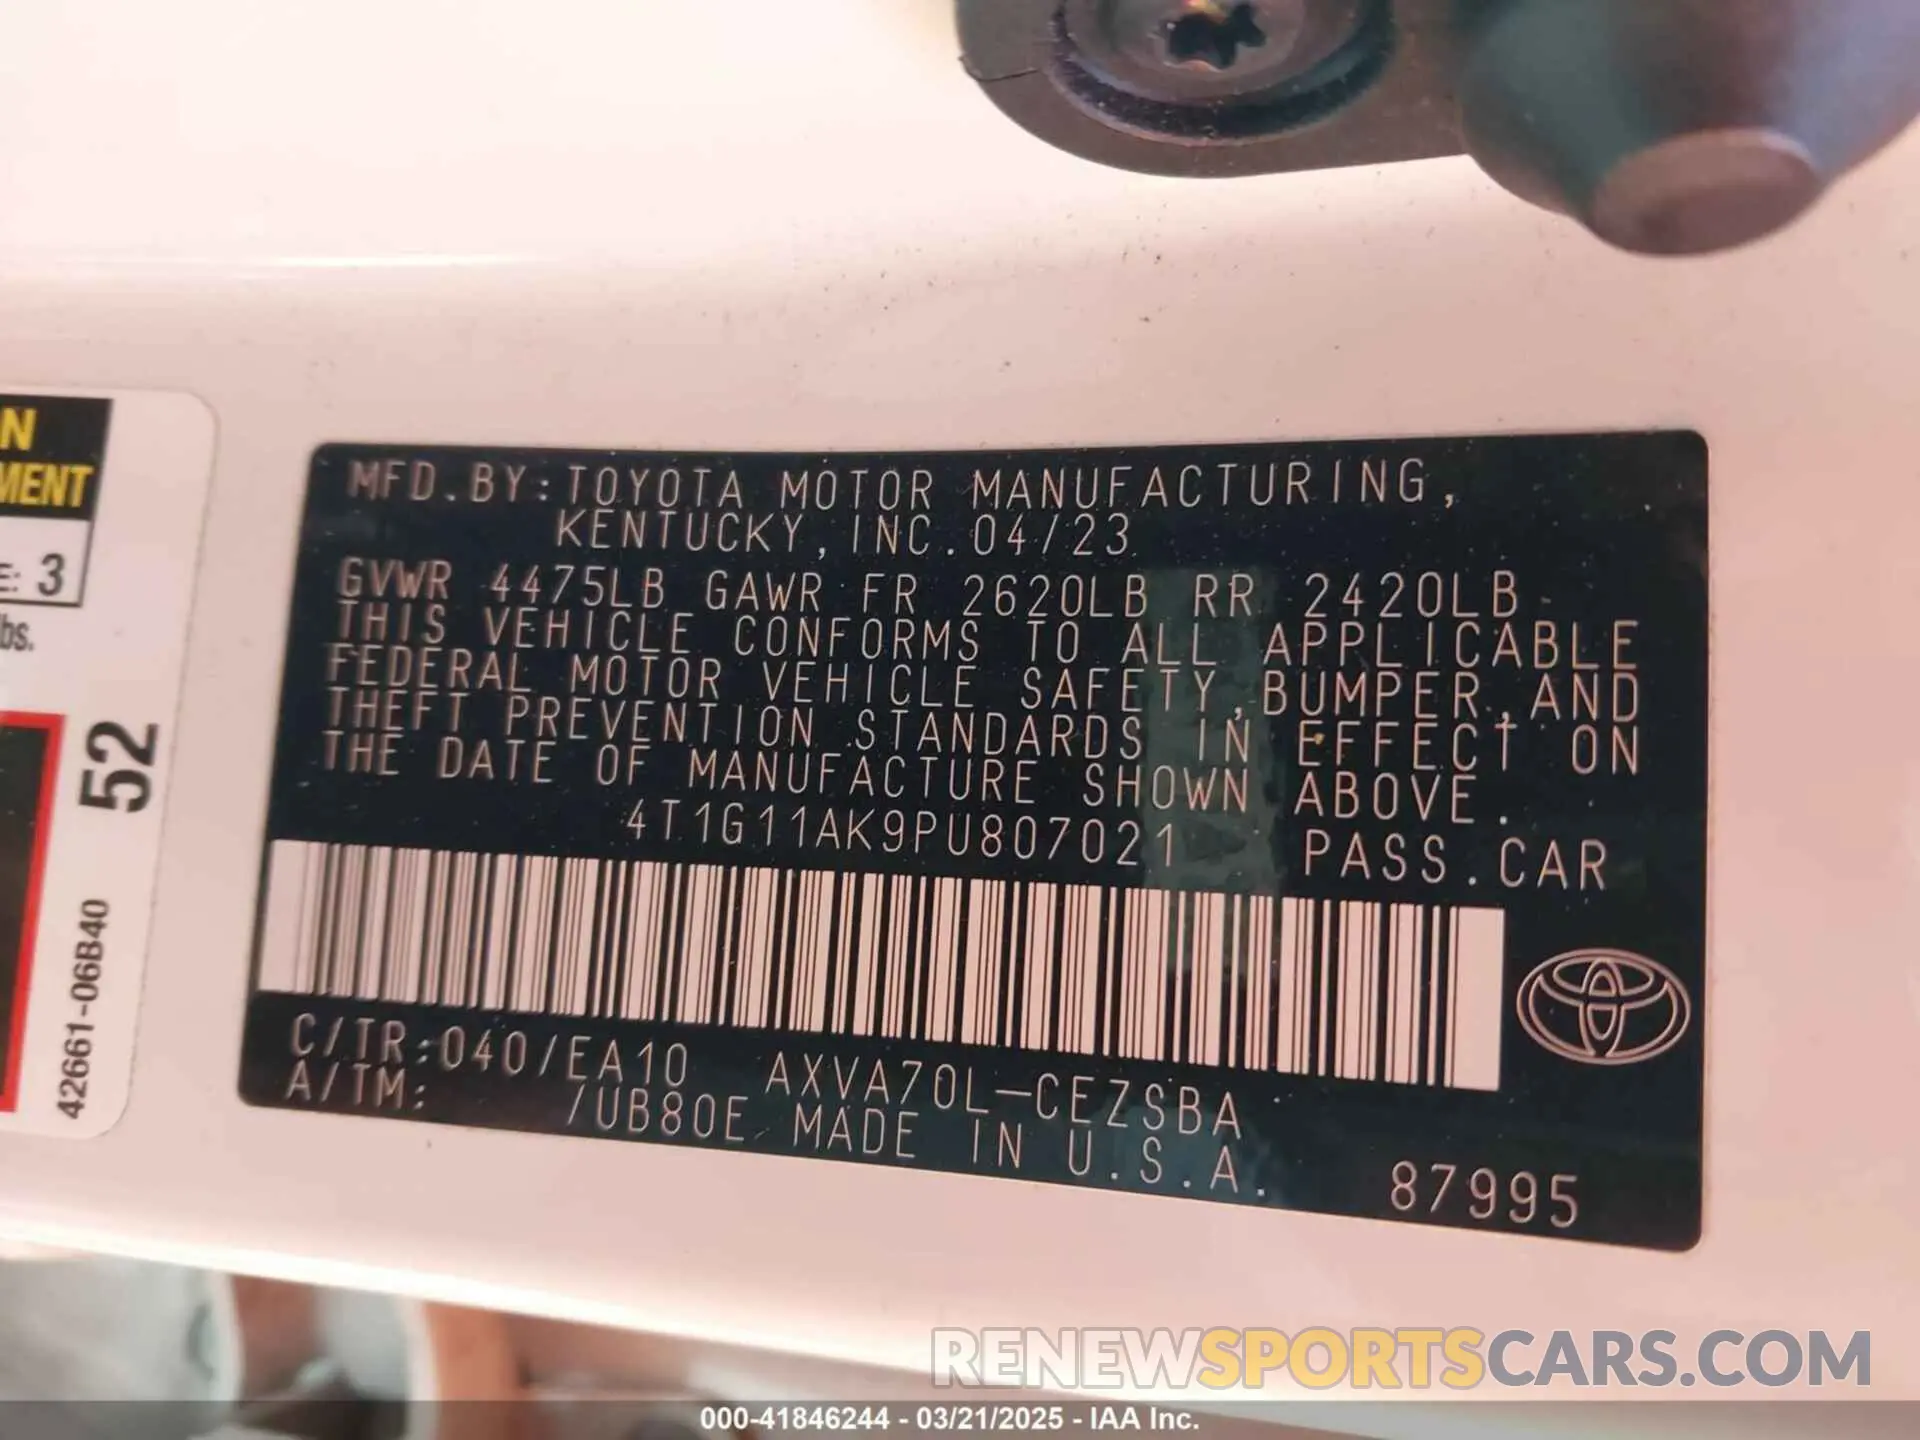 N
MENT
E: 3
lbs.
52
42661-06B40
MFD.BY:TOYOTA MOTOR MANUFACTURING,
KENTUCKY, INC. 04/23
GVWR 4475LB GAWR FR 2620LB RR 2420LB
THIS VEHICLE CONFORMS TO ALL APPLICABLE
FEDERAL MOTOR VEHICLE SAFETY, BUMPER, AND
THEFT PREVENTION STANDARDS IN EFFECT ON
THE DATE OF MANUFACTURE SHOWN ABOVE.
4T1G11AK9PU807021 PASS.CAR
C/TR:040/EA10 AXVA70L-CEZSBA
A/TM: /UB80E MADE IN U.S.A.
87995
RENEWSPORTSCARS.COM
000-41846244 - 03/21/2025 - IAA Inc.